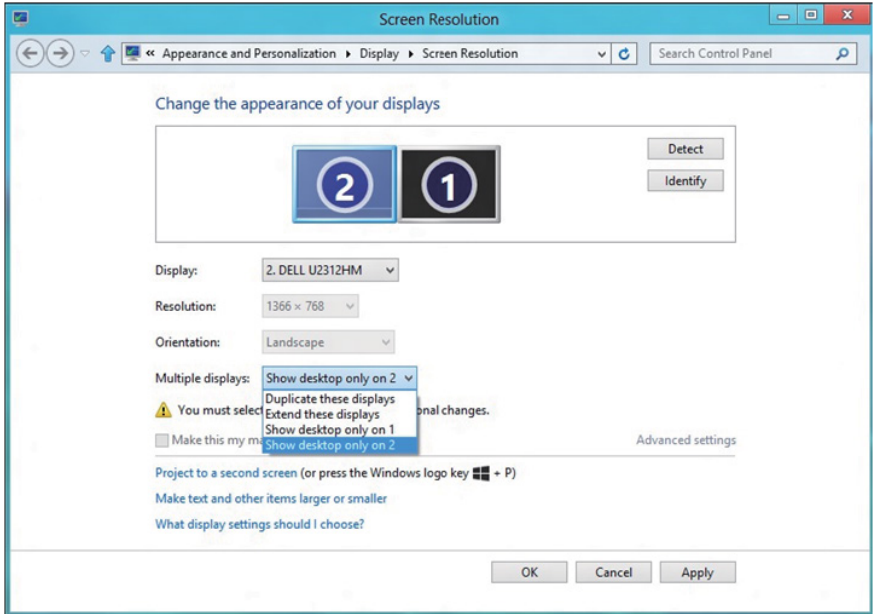 Screen Resolution
« Appearance and Personalization Display Screen Resolution
Search Control Panel
Change the appearance of your displays
2 1
Detect
Identify
Display: 2. DELL U2312HM
Resolution: 1366 × 768
Orientation: Landscape
Multiple displays: Show desktop only on 2
Duplicate these displays
You must selec onal changes.
Extend these displays
Show desktop only on 1
Make this my m Show desktop only on 2 Advanced settings
Project to a second screen (or press the Windows logo key + P)
Make text and other items larger or smaller
What display settings should I choose?
OK Cancel Apply